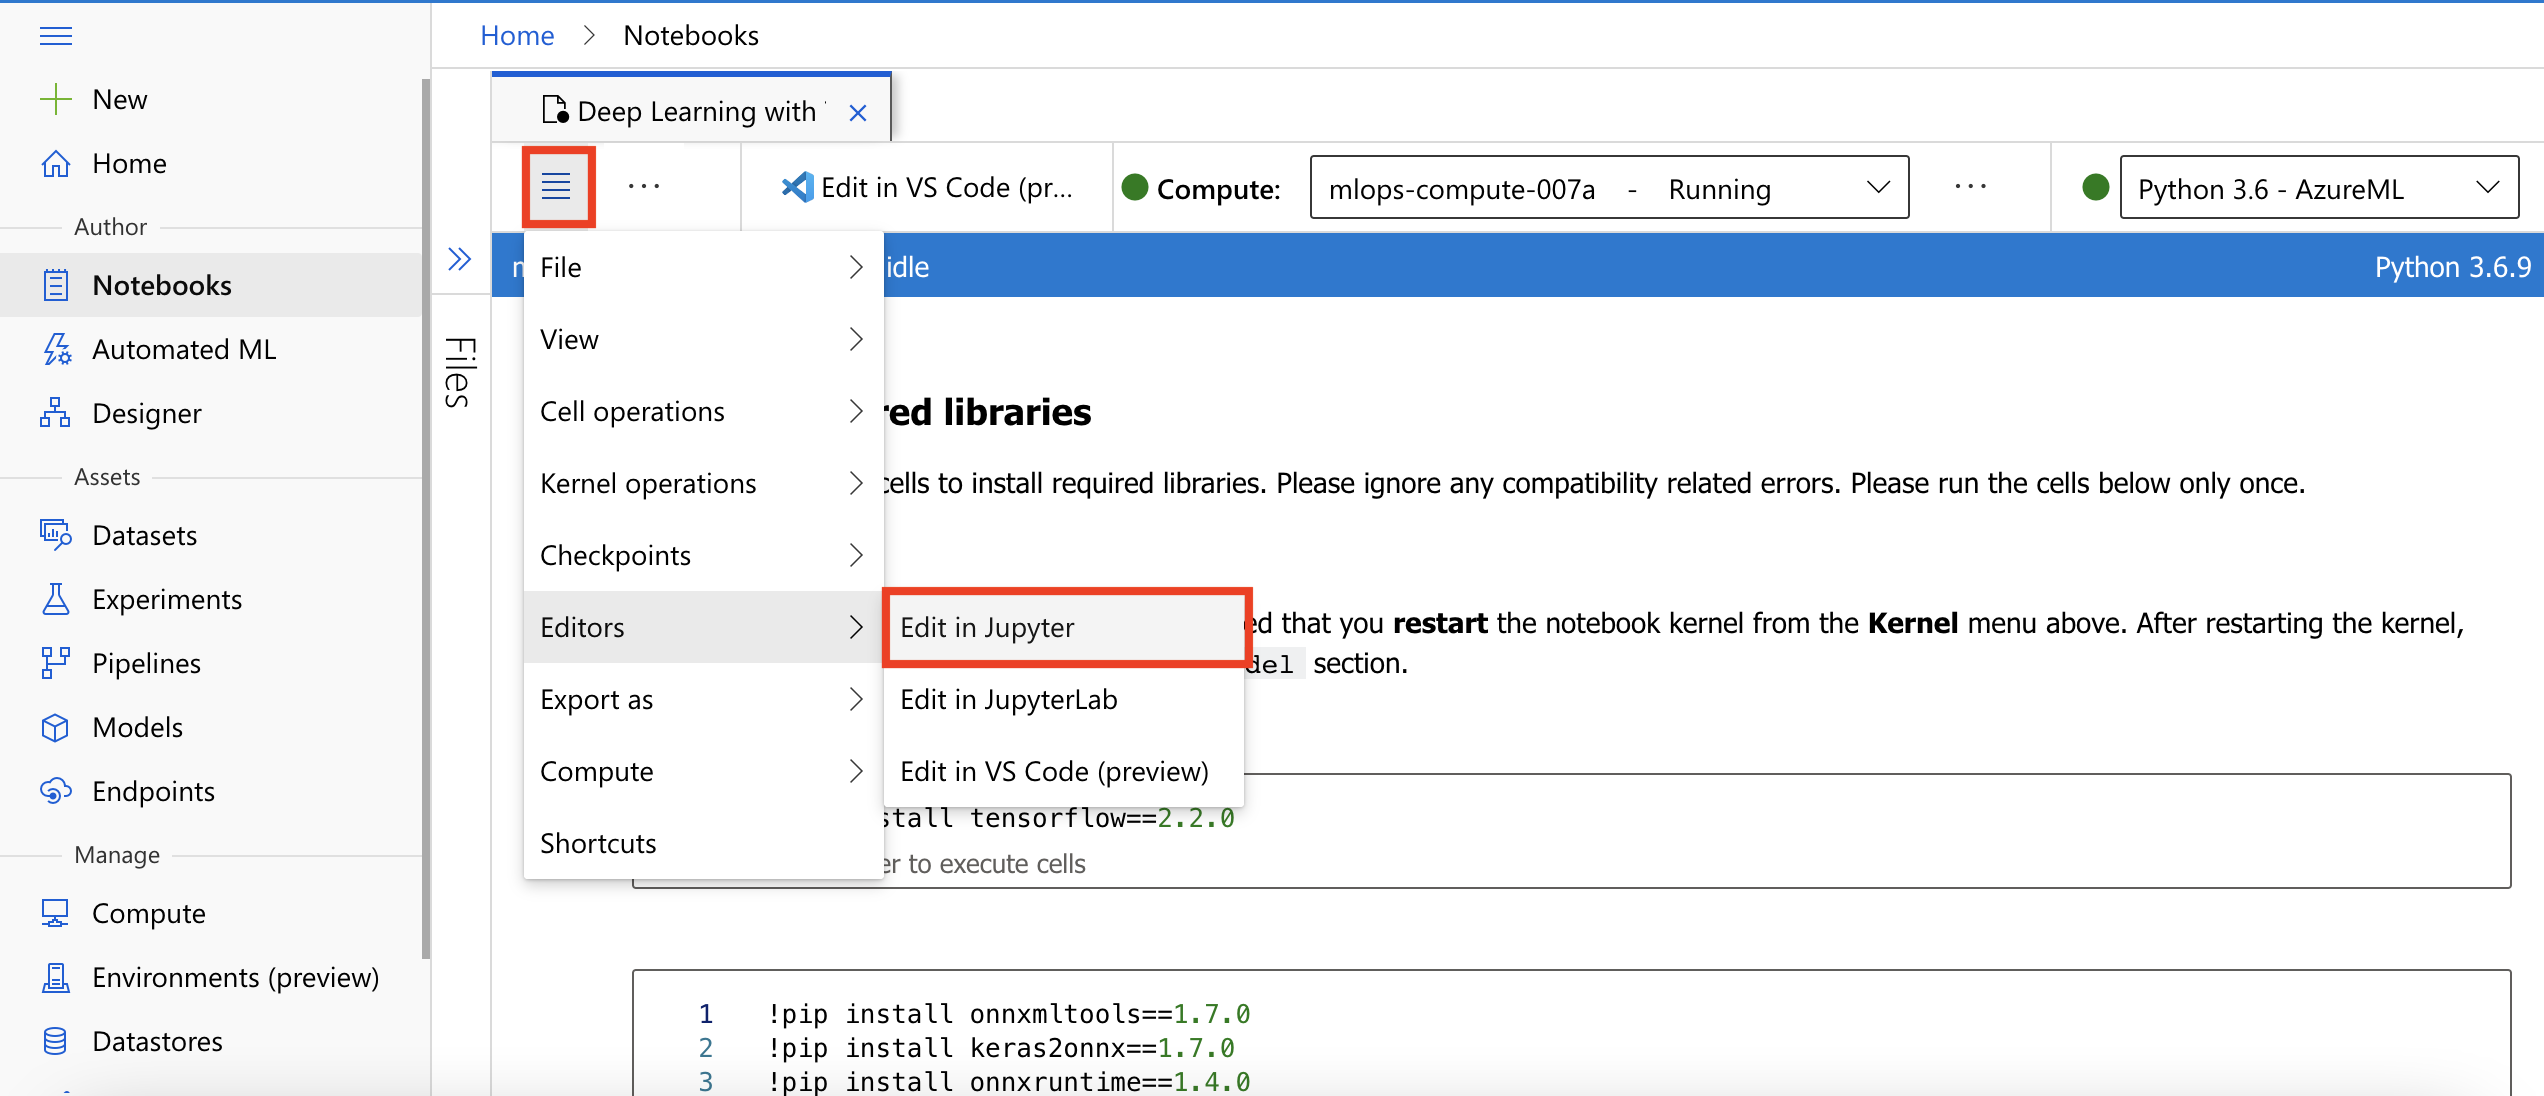 Home > Notebooks
New
Home
Author
Notebooks
Automated ML
Designer
Assets
Datasets
Experiments
Pipelines
Models
Endpoints
Manage
Compute
Environments (preview)
Datastores
Files
Deep Learning with
···
Edit in VS Code (pr...
Compute:
mlops-compute-007a - Running
···
Python 3.6 - AzureML
idle
Python 3.6.9
File
View
Cell operations
Kernel operations
Checkpoints
Editors
Export as
Compute
Shortcuts
Edit in Jupyter
Edit in JupyterLab
Edit in VS Code (preview)
red libraries
cells to install required libraries. Please ignore any compatibility related errors. Please run the cells below only once.
ed that you restart the notebook kernel from the Kernel menu above. After restarting the kernel,
del section.
stall tensorflow==2.2.0
er to execute cells
1 !pip install onnxmltools==1.7.0
2 !pip install keras2onnx==1.7.0
3 !pip install onnxruntime==1.4.0